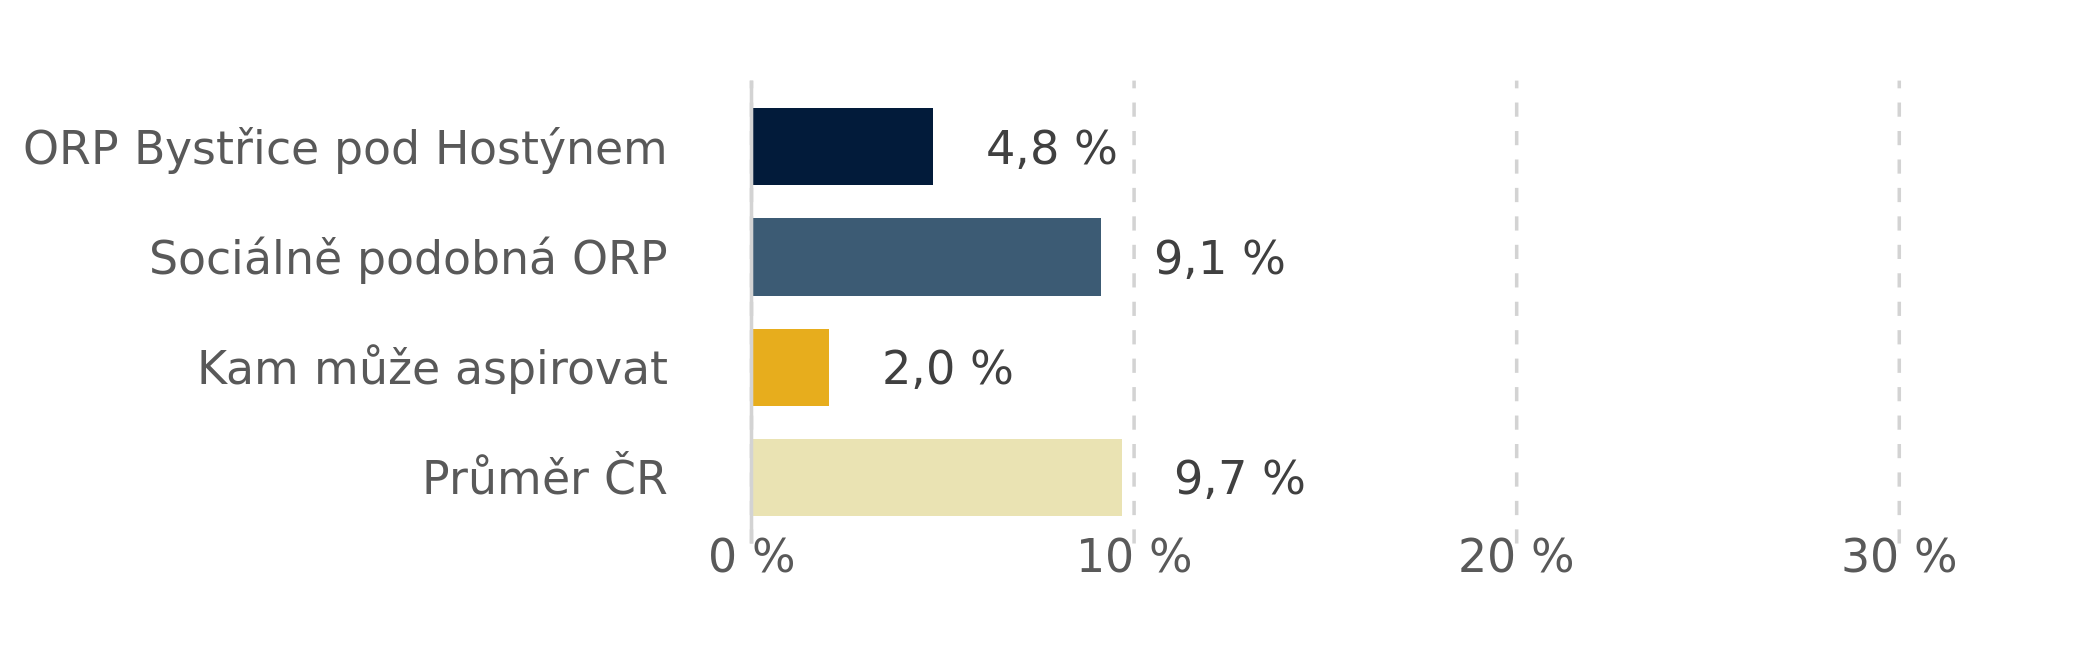 ORP Bystřice pod Hostýnem 4,8 %
Sociálně podobná ORP 9,1 %
Kam může aspirovat 2,0 %
Průměr ČR 9,7 %
0 % 10 % 20 % 30 %